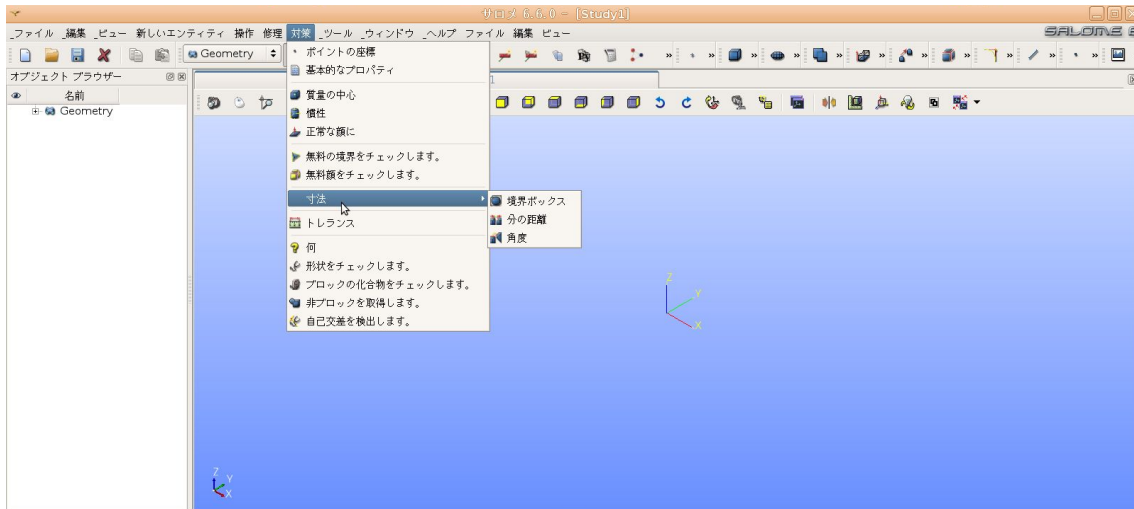 サロプ 6.6.0 - [Study1]
_ファイル _編集 _ビュー 新しいエンティティ 操作 修理 対策 _ツール _ウィンドウ _ヘルプ ファイル 編集 ビュー
SALOME 6
Geometry
オブジェクト ブラウザー
名前
Geometry
ポイントの座標
基本的なプロパティ
質量の中心
慣性
正常な顔に
無料の境界をチェックします。
無料額をチェックします。
寸法
トレランス
何
形状をチェックします。
ブロックの化合物をチェックします。
非ブロックを取得します。
自己交差を検出します。
境界ボックス
分の距離
角度
Z
Y
X
Z
Y
X